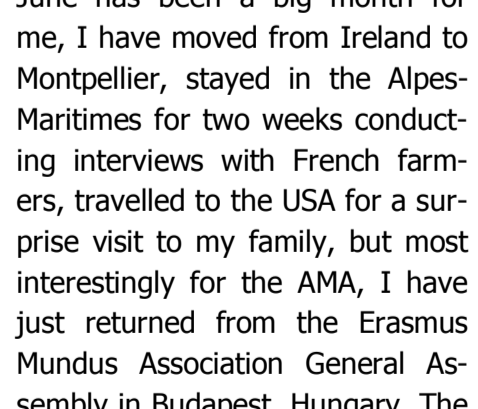 June has been a big month for
me, I have moved from Ireland to
Montpellier, stayed in the Alpes-
Maritimes for two weeks conduct-
ing interviews with French farm-
ers, travelled to the USA for a sur-
prise visit to my family, but most
interestingly for the AMA, I have
just returned from the Erasmus
Mundus Association General As-
sembly in Budapest, Hungary. The